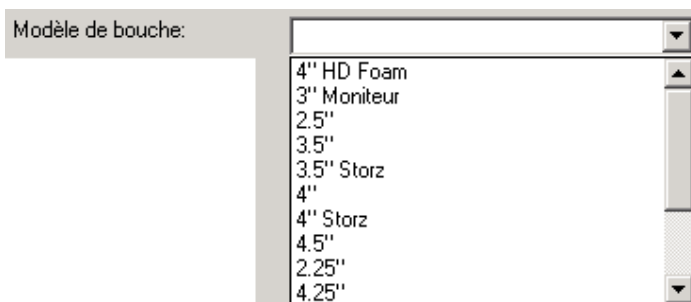 Modèle de bouche:
4" HD Foam
3" Moniteur
2.5"
3.5"
3.5" Storz
4"
4" Storz
4.5"
2.25"
4.25"